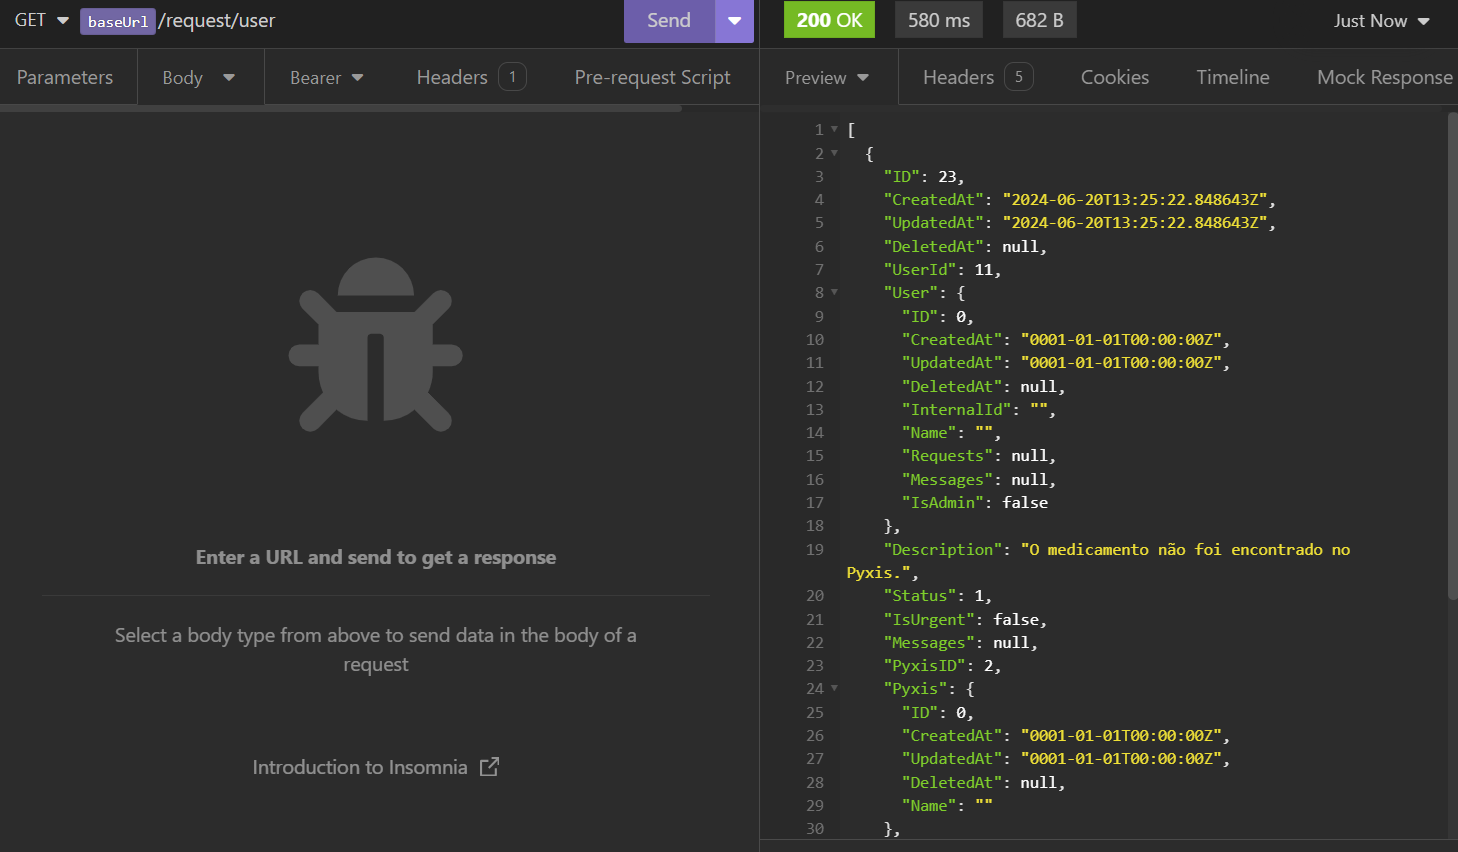 GET baseUrl /request/user Send
200 OK 580 ms 682 B Just Now
Parameters Body Bearer Headers 1 Pre-request Script
Preview Headers 5 Cookies Timeline Mock Response
Enter a URL and send to get a response
Select a body type from above to send data in the body of a
request
Introduction to Insomnia
1 [
2 {
3 "ID": 23,
4 "CreatedAt": "2024-06-20T13:25:22.848643Z",
5 "UpdatedAt": "2024-06-20T13:25:22.848643Z",
6 "DeletedAt": null,
7 "UserId": 11,
8 "User": {
9 "ID": 0,
10 "CreatedAt": "0001-01-01T00:00:00Z",
11 "UpdatedAt": "0001-01-01T00:00:00Z",
12 "DeletedAt": null,
13 "InternalId": "",
14 "Name": "",
15 "Requests": null,
16 "Messages": null,
17 "IsAdmin": false
18 },
19 "Description": "O medicamento não foi encontrado no
Pyxis.",
20 "Status": 1,
21 "IsUrgent": false,
22 "Messages": null,
23 "PyxisID": 2,
24 "Pyxis": {
25 "ID": 0,
26 "CreatedAt": "0001-01-01T00:00:00Z",
27 "UpdatedAt": "0001-01-01T00:00:00Z",
28 "DeletedAt": null,
29 "Name": ""
30 },